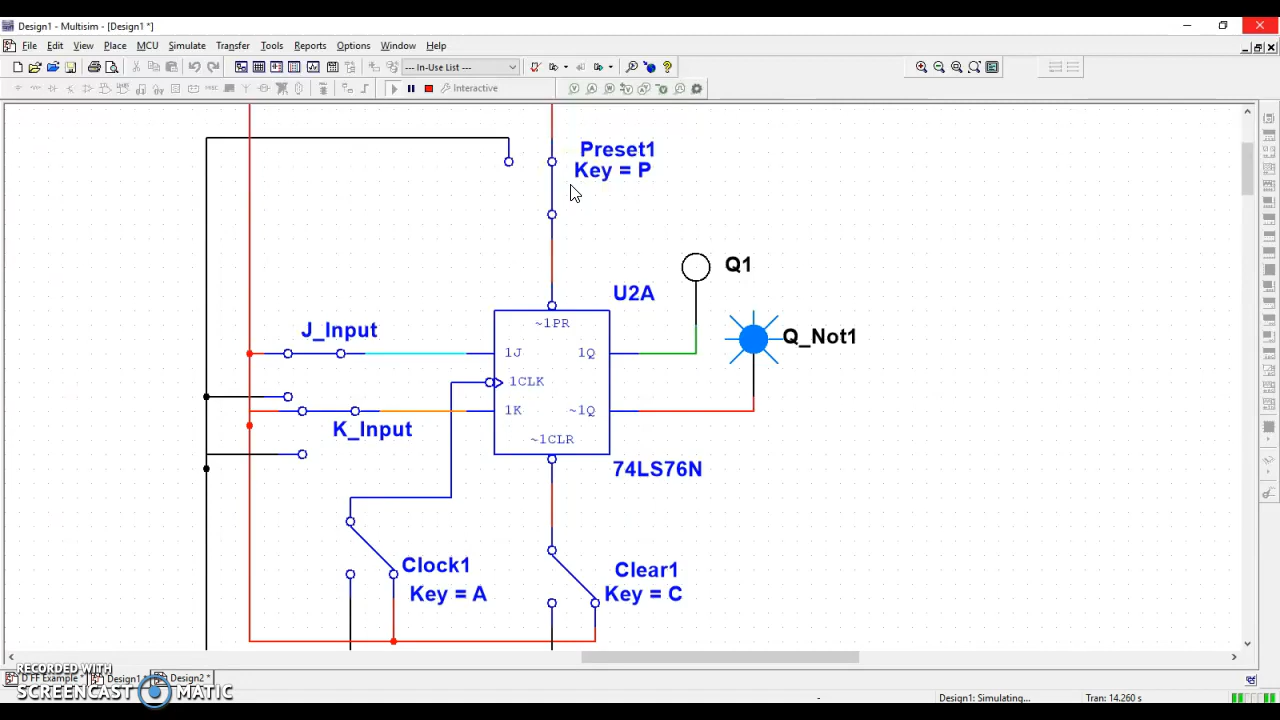 Design1 - Multisim - [Design1 *]
File Edit View Place MCU Simulate Transfer Tools Reports Options Window Help
--- In-Use List ---
Interactive
Preset1
Key = P
Q1
U2A
~1PR
J_Input
Q_Not1
1J 1Q
1CLK
1K ~1Q
K_Input
~1CLR
74LS76N
Clock1
Key = A
Clear1
Key = C
RECORDED WITH
SCREENCAST MATIC
D FF Example * Design1 Design2 *
- Design1: Simulating... Tran: 14.260 s